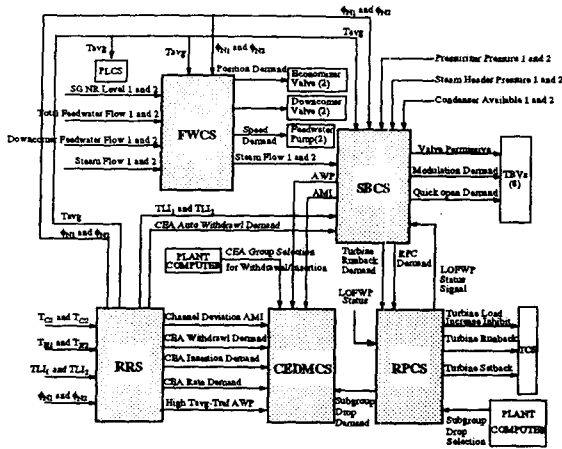 ϕN1 and ϕN2
Tavg
Tavg
ϕN1 and ϕN2
Tavg
PLCS
Position Demand
Economizer
Valve (2)
Pressurizer Pressure 1 and 2
SG NR Level 1 and 2
Steam Header Pressure 1 and 2
Total Feedwater Flow 1 and 2
Downcomer
Valve (2)
Condenser Available 1 and 2
FWCS
Downcomer Feedwater Flow 1 and 2
Speed
Demand
Feedwater
Pump(2)
Steam Flow 1 and 2
Steam Flow 1 and 2
Valve Permissive
AWP
SBCS
Modulation Demand
TBVs
(8)
AMI
Quick open Demand
Tavg
ϕN1 and ϕN2
TLI1 and TLI2
CEA Auto Withdrawl Demand
PLANT
COMPUTER
CEA Group Selection
for Withdrawal/Insertion
Turbine
Runback
Demand
RPC
Demand
LOFWP
Status
Signal
LOFWP
Status
TC2 and TC2
Channel Deviation AMI
Turbine Load
Increase Inhibit
TH1 and TH2
CEA Withdrawl Demand
Turbine Runback
TCS
RRS
CEA Insertion Demand
CEDMCS
RPCS
TLI1 and TLI2
CEA Rate Demand
Turbine Setback
ϕN1 and ϕN2
High Tavg-Tref AWP
Subgroup
Drop
Demand
Subgroup
Drop
Selection
PLANT
COMPUTER